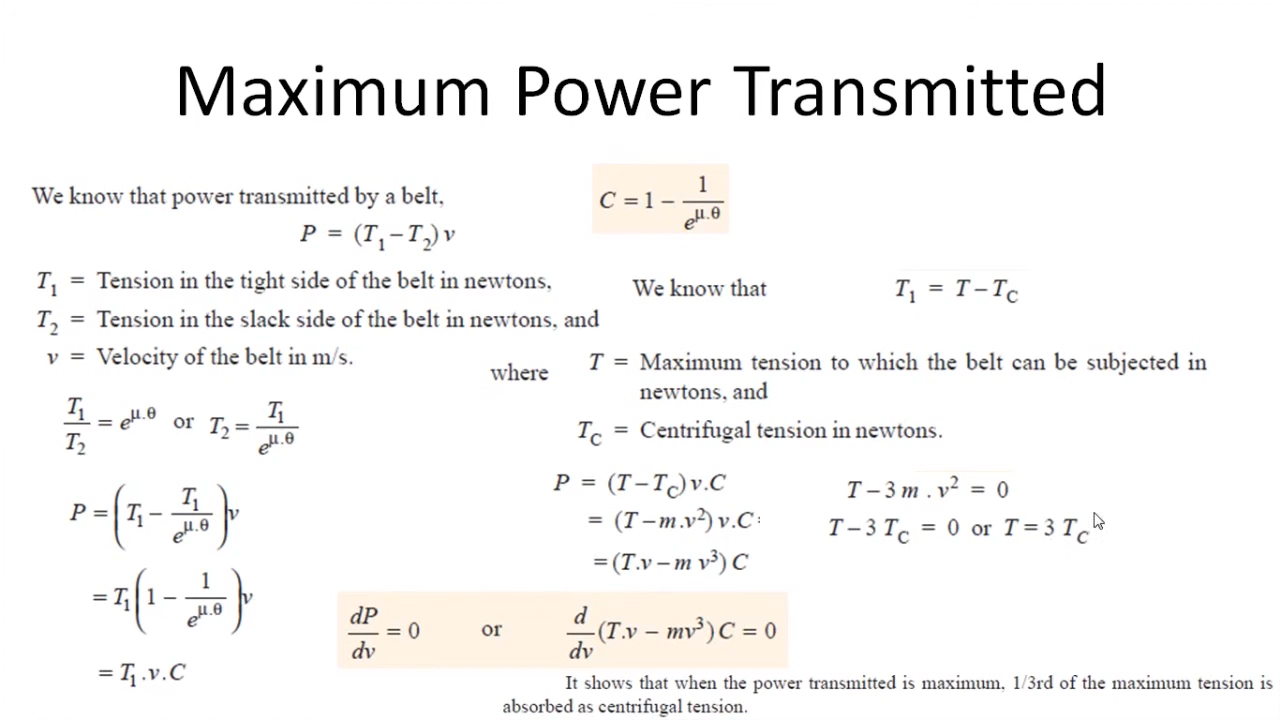 Maximum Power Transmitted
We know that power transmitted by a belt,
P = (T₁ – T₂) v
T₁ = Tension in the tight side of the belt in newtons,
T₂ = Tension in the slack side of the belt in newtons, and
v = Velocity of the belt in m/s.
T₁/T₂ = e^μ.θ or T₂ = T₁/e^μ.θ
P = (T₁ – T₁/e^μ.θ) v
= T₁ (1 – 1/e^μ.θ) v
= T₁ . v . C
C = 1 – 1/e^μ.θ
We know that T₁ = T – T_C
where T = Maximum tension to which the belt can be subjected in
newtons, and
T_C = Centrifugal tension in newtons.
P = (T – T_C) v.C
= (T – m.v²) v.C
= (T.v – m v³) C
dP/dv = 0 or d/dv (T.v – mv³) C = 0
T – 3 m . v² = 0
T – 3 T_C = 0 or T = 3 T_C
It shows that when the power transmitted is maximum, 1/3rd of the maximum tension is
absorbed as centrifugal tension.